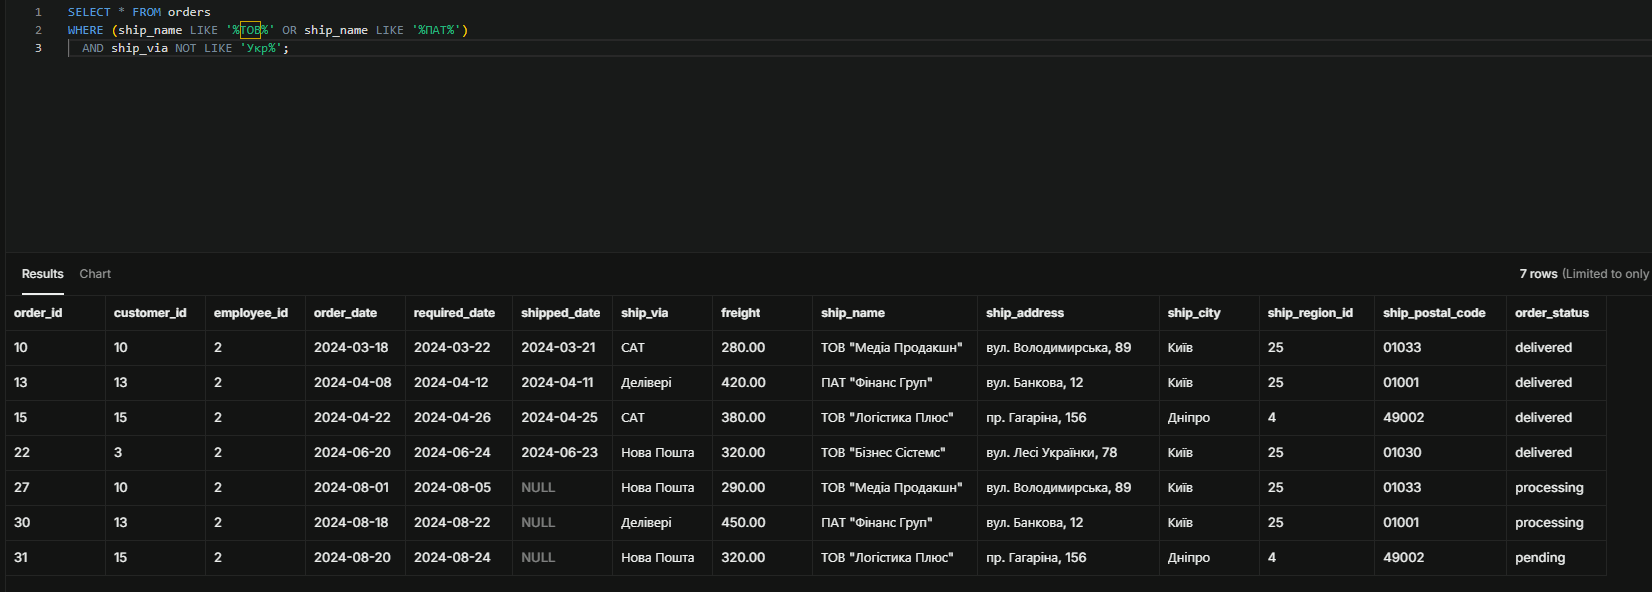 1 SELECT * FROM orders
2 WHERE (ship_name LIKE '%ТОВ%' OR ship_name LIKE '%ПАТ%')
3 AND ship_via NOT LIKE 'Укр%';
Results Chart 7 rows (Limited to only
order_id customer_id employee_id order_date required_date shipped_date ship_via freight ship_name ship_address ship_city ship_region_id ship_postal_code order_status
10 10 2 2024-03-18 2024-03-22 2024-03-21 САТ 280.00 ТОВ "Медіа Продакшн" вул. Володимирська, 89 Київ 25 01033 delivered
13 13 2 2024-04-08 2024-04-12 2024-04-11 Делівері 420.00 ПАТ "Фінанс Груп" вул. Банкова, 12 Київ 25 01001 delivered
15 15 2 2024-04-22 2024-04-26 2024-04-25 САТ 380.00 ТОВ "Логістика Плюс" пр. Гагаріна, 156 Дніпро 4 49002 delivered
22 3 2 2024-06-20 2024-06-24 2024-06-23 Нова Пошта 320.00 ТОВ "Бізнес Сістемс" вул. Лесі Українки, 78 Київ 25 01030 delivered
27 10 2 2024-08-01 2024-08-05 NULL Нова Пошта 290.00 ТОВ "Медіа Продакшн" вул. Володимирська, 89 Київ 25 01033 processing
30 13 2 2024-08-18 2024-08-22 NULL Делівері 450.00 ПАТ "Фінанс Груп" вул. Банкова, 12 Київ 25 01001 processing
31 15 2 2024-08-20 2024-08-24 NULL Нова Пошта 320.00 ТОВ "Логістика Плюс" пр. Гагаріна, 156 Дніпро 4 49002 pending